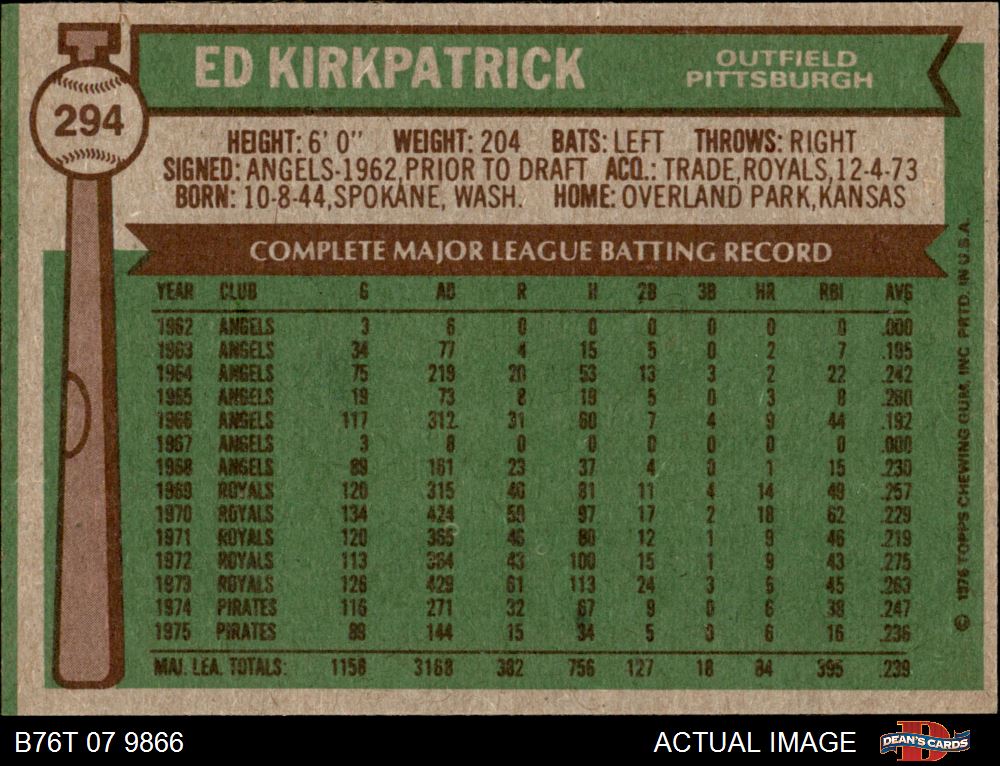 ED KIRKPATRICK
OUTFIELD
PITTSBURGH
294
HEIGHT: 6' 0" WEIGHT: 204 BATS: LEFT THROWS: RIGHT
SIGNED: ANGELS-1962,PRIOR TO DRAFT ACQ.: TRADE,ROYALS,12-4-73
BORN: 10-8-44,SPOKANE, WASH. HOME: OVERLAND PARK,KANSAS
COMPLETE MAJOR LEAGUE BATTING RECORD
YEAR CLUB G AB R H 2B 3B HR RBI AVG
1962 ANGELS 3 6 0 0 0 0 0 0 .000
1963 ANGELS 34 77 4 15 5 0 2 7 .195
1964 ANGELS 75 219 20 53 13 3 2 22 .242
1965 ANGELS 19 73 8 19 5 0 3 8 .260
1966 ANGELS 117 312 31 60 7 4 9 44 .192
1967 ANGELS 3 8 0 0 0 0 0 0 .000
1968 ANGELS 89 161 23 37 4 0 1 15 .230
1969 ROYALS 120 315 40 81 11 4 14 49 .257
1970 ROYALS 134 424 59 97 17 2 18 62 .229
1971 ROYALS 120 365 46 80 12 1 9 46 .219
1972 ROYALS 113 364 43 100 15 1 9 43 .275
1973 ROYALS 126 429 61 113 24 3 6 45 .263
1974 PIRATES 116 271 32 67 9 0 6 38 .247
1975 PIRATES 89 144 15 34 5 0 6 16 .236
MAJ. LEA. TOTALS: 1158 3168 382 756 127 18 84 395 .239
© 1976 TOPPS CHEWING GUM, INC. PRTD. IN U.S.A.
B76T 07 9866
ACTUAL IMAGE
DEAN'S CARDS